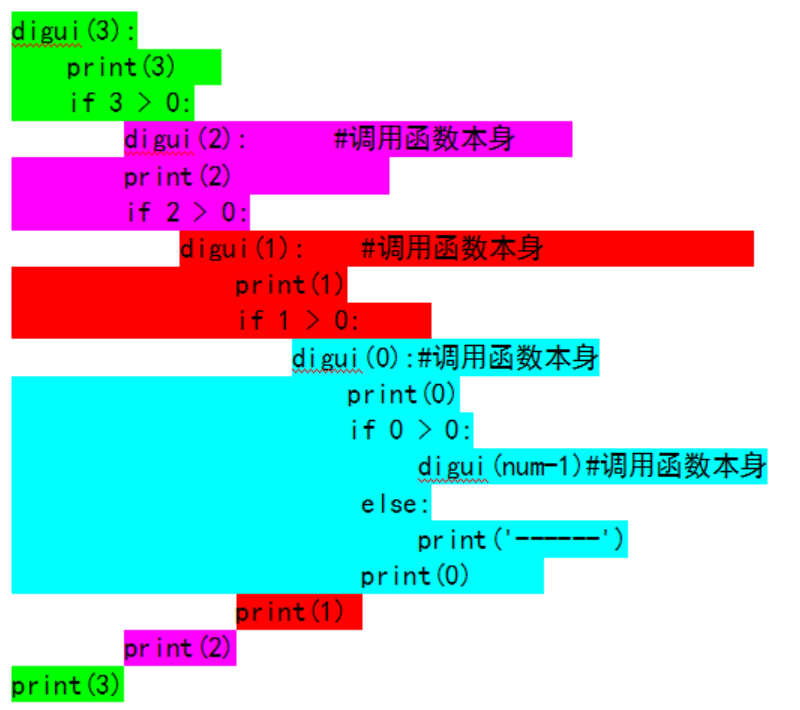 digui(3):
print(3)
if 3 > 0:
digui(2): #调用函数本身
print(2)
if 2 > 0:
digui(1): #调用函数本身
print(1)
if 1 > 0:
digui(0):#调用函数本身
print(0)
if 0 > 0:
digui(num-1)#调用函数本身
else:
print('------')
print(0)
print(1)
print(2)
print(3)